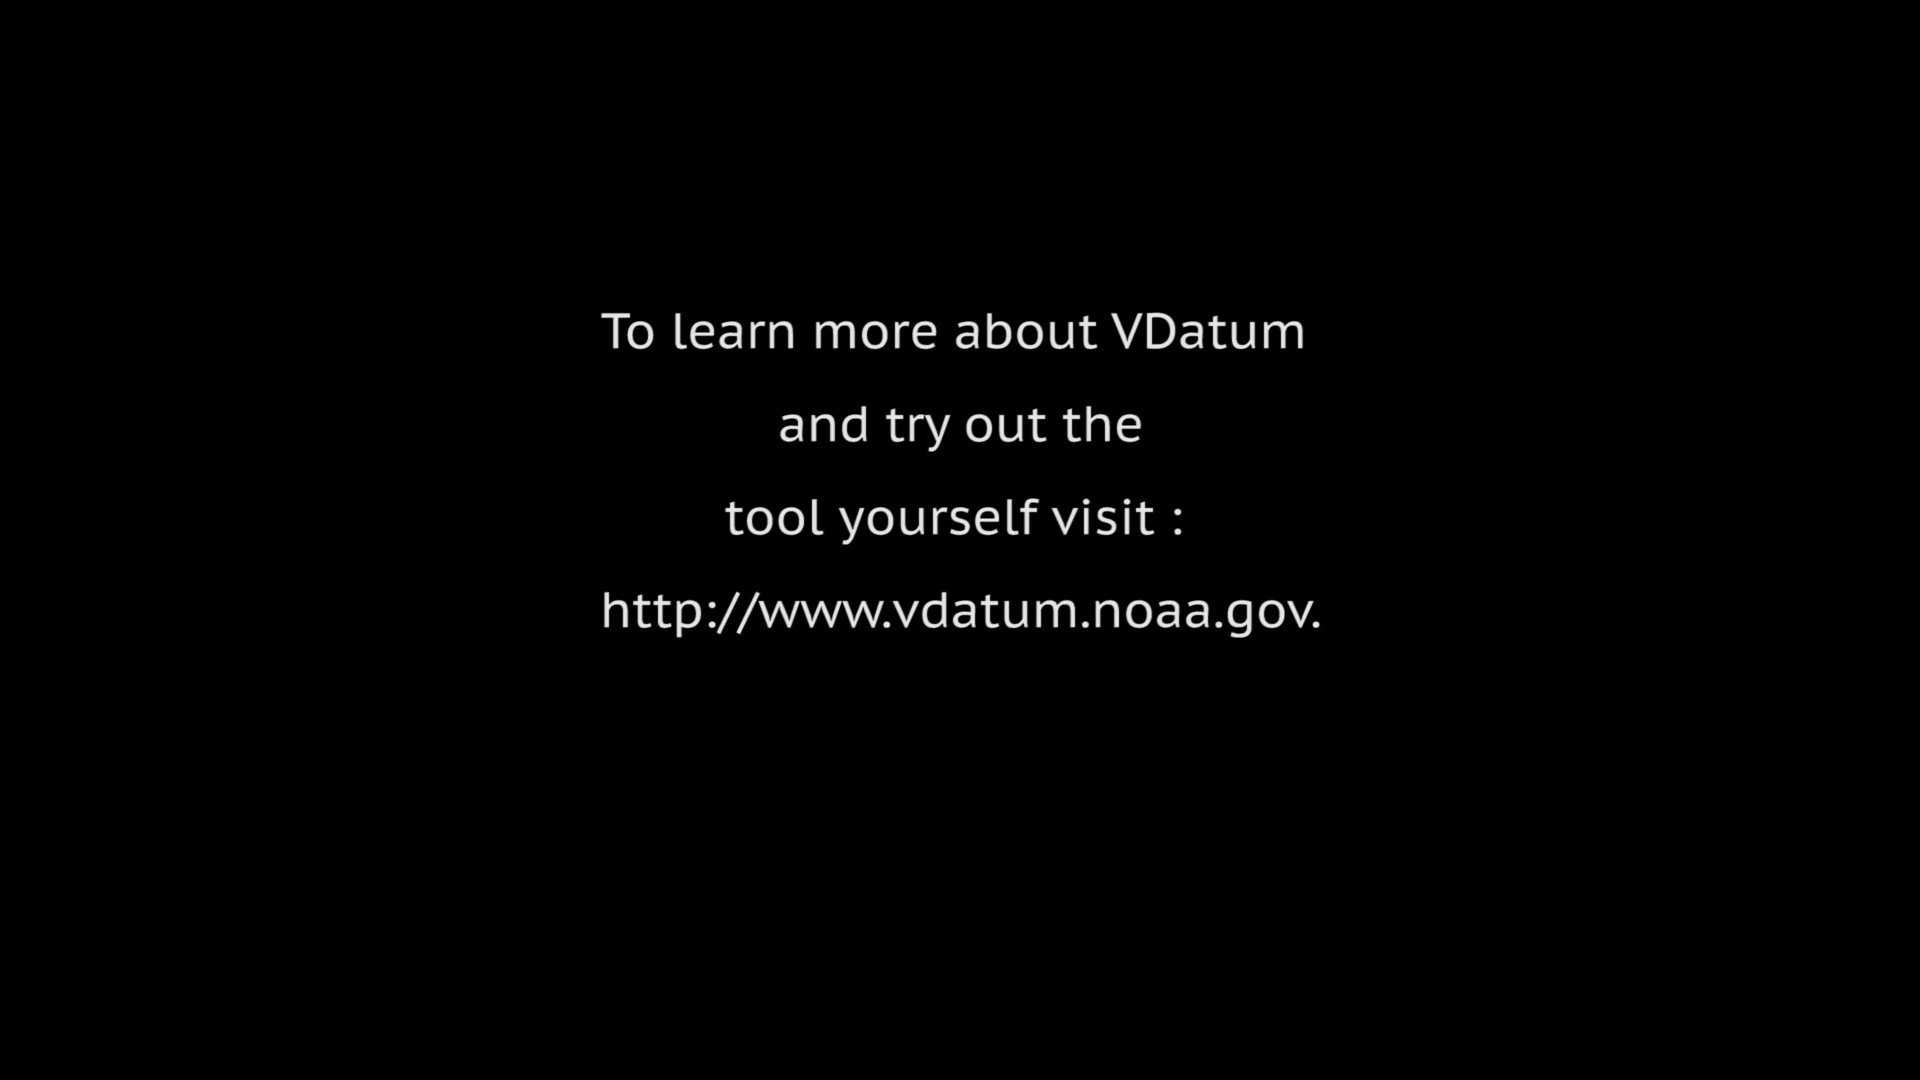 To learn more about VDatum
and try out the
tool yourself visit :
http://www.vdatum.noaa.gov.